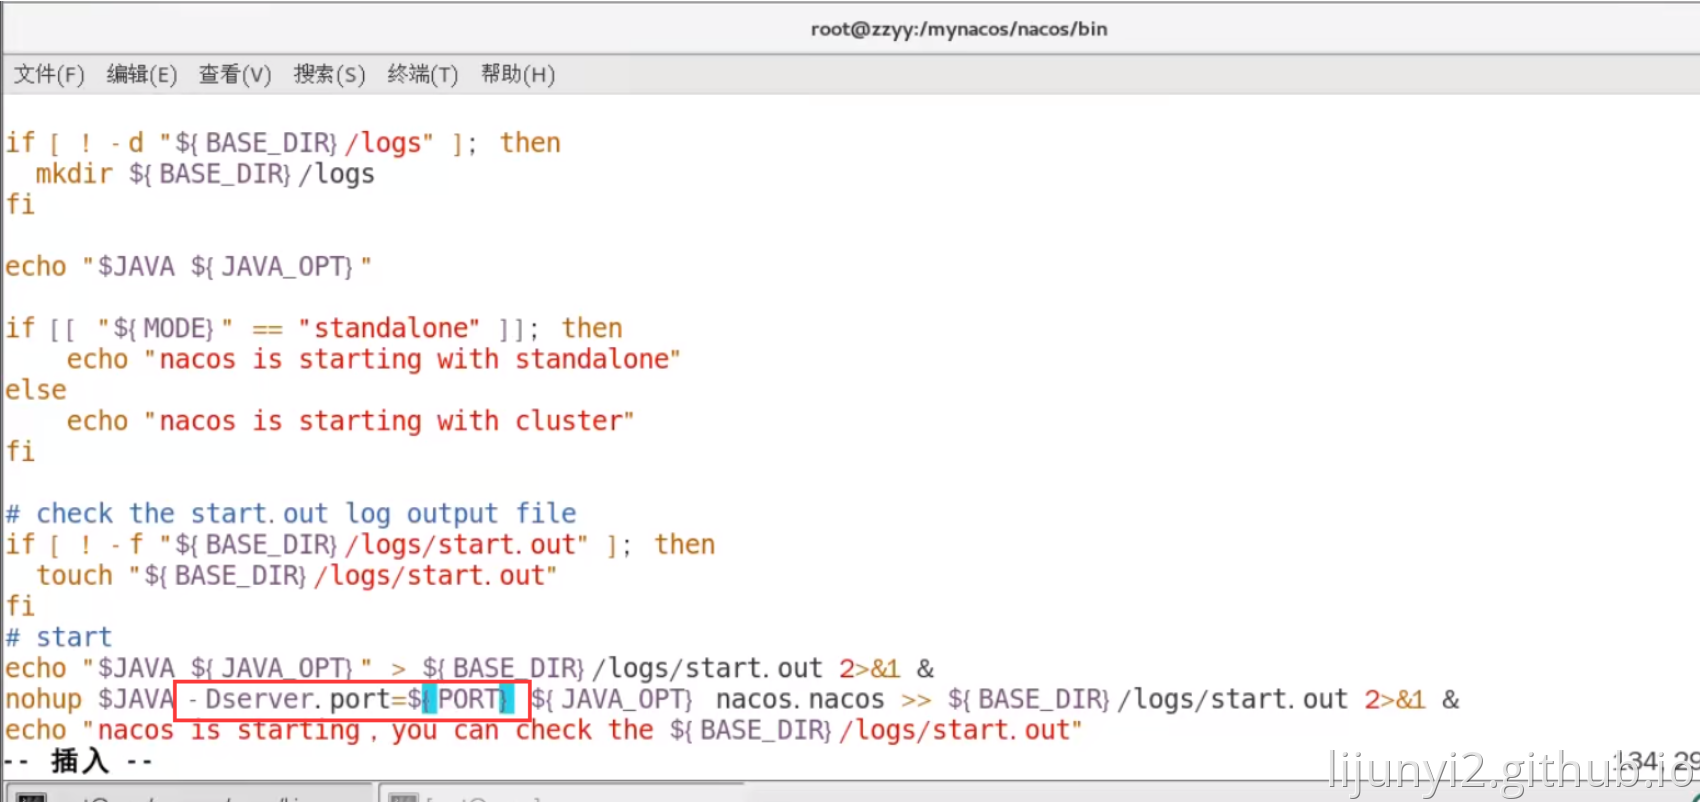 root@zzyy:/mynacos/nacos/bin
文件(F) 编辑(E) 查看(V) 搜索(S) 终端(T) 帮助(H)
if [ ! -d "${BASE_DIR}/logs" ]; then
  mkdir ${BASE_DIR}/logs
fi
echo "$JAVA ${JAVA_OPT}"
if [[ "${MODE}" == "standalone" ]]; then
    echo "nacos is starting with standalone"
else
    echo "nacos is starting with cluster"
fi
# check the start.out log output file
if [ ! -f "${BASE_DIR}/logs/start.out" ]; then
  touch "${BASE_DIR}/logs/start.out"
fi
# start
echo "$JAVA ${JAVA_OPT}" > ${BASE_DIR}/logs/start.out 2>&1 &
nohup $JAVA -Dserver.port=${PORT} ${JAVA_OPT} nacos.nacos >> ${BASE_DIR}/logs/start.out 2>&1 &
echo "nacos is starting，you can check the ${BASE_DIR}/logs/start.out"
-- 插入 -- 134,29
lijunyi2.github.io